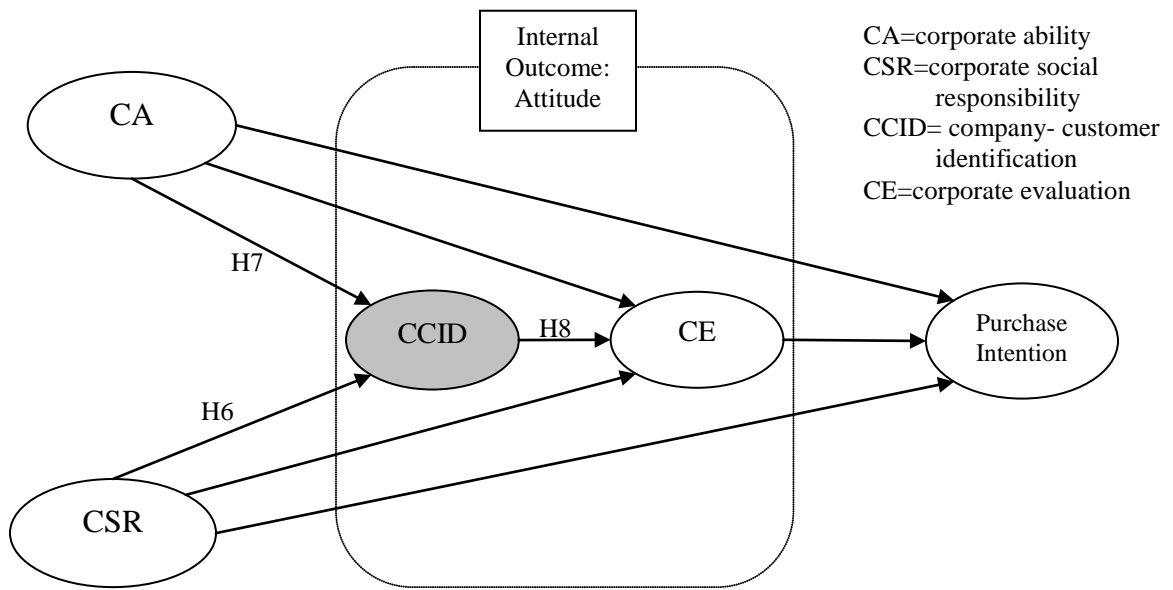 Internal
Outcome:
Attitude
CA=corporate ability
CSR=corporate social
responsibility
CCID= company- customer
identification
CE=corporate evaluation
CA
H7
CCID
H8
CE
Purchase
Intention
H6
CSR